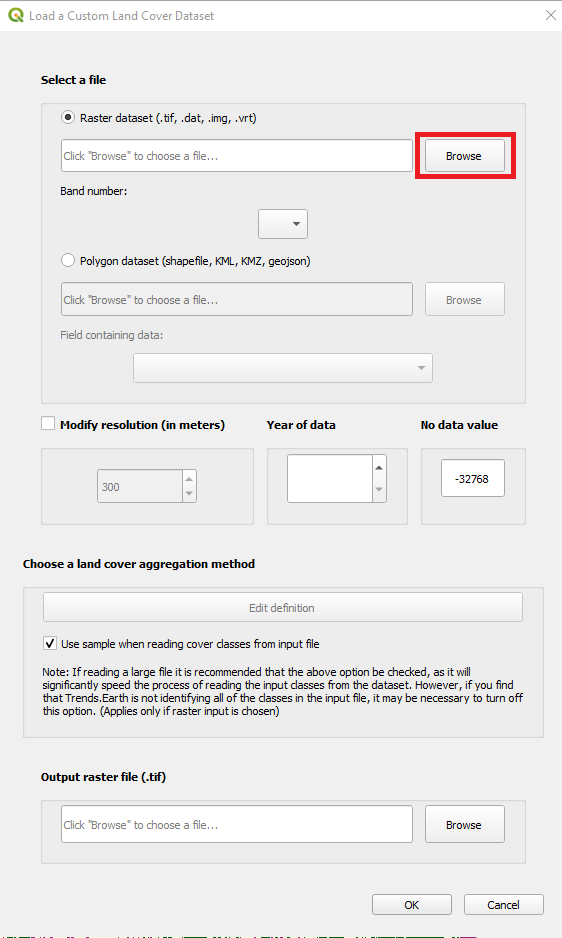 Load a Custom Land Cover Dataset
Select a file
Raster dataset (.tif, .dat, .img, .vrt)
Click "Browse" to choose a file...
Browse
Band number:
Polygon dataset (shapefile, KML, KMZ, geojson)
Click "Browse" to choose a file...
Browse
Field containing data:
Modify resolution (in meters)
Year of data
No data value
300
-32768
Choose a land cover aggregation method
Edit definition
Use sample when reading cover classes from input file
Note: If reading a large file it is recommended that the above option be checked, as it will
significantly speed the process of reading the input classes from the dataset. However, if you find
that Trends.Earth is not identifying all of the classes in the input file, it may be necessary to turn off
this option. (Applies only if raster input is chosen)
Output raster file (.tif)
Click "Browse" to choose a file...
Browse
OK
Cancel